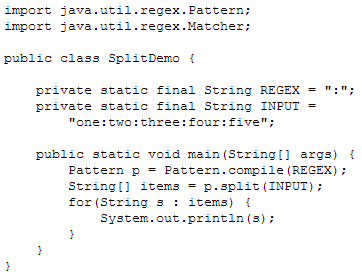 import java.util.regex.Pattern;
import java.util.regex.Matcher;

public class SplitDemo {

    private static final String REGEX = ":";
    private static final String INPUT =
        "one:two:three:four:five";

    public static void main(String[] args) {
        Pattern p = Pattern.compile(REGEX);
        String[] items = p.split(INPUT);
        for(String s : items) {
            System.out.println(s);
        }
    }
}